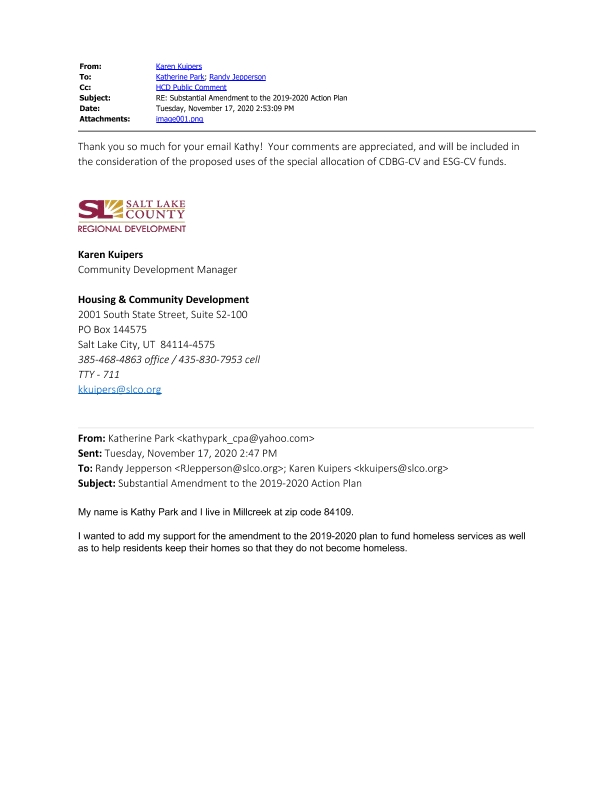 From: Karen Kuipers
To: Katherine Park; Randy Jepperson
Cc: HCD Public Comment
Subject: RE: Substantial Amendment to the 2019-2020 Action Plan
Date: Tuesday, November 17, 2020 2:53:09 PM
Attachments: image001.png
Thank you so much for your email Kathy!  Your comments are appreciated, and will be included in
the consideration of the proposed uses of the special allocation of CDBG-CV and ESG-CV funds.
SL SALT LAKE
COUNTY
REGIONAL DEVELOPMENT
Karen Kuipers
Community Development Manager
Housing & Community Development
2001 South State Street, Suite S2-100
PO Box 144575
Salt Lake City, UT  84114-4575
385-468-4863 office / 435-830-7953 cell
TTY - 711
kkuipers@slco.org
From: Katherine Park <kathypark_cpa@yahoo.com>
Sent: Tuesday, November 17, 2020 2:47 PM
To: Randy Jepperson <RJepperson@slco.org>; Karen Kuipers <kkuipers@slco.org>
Subject: Substantial Amendment to the 2019-2020 Action Plan
My name is Kathy Park and I live in Millcreek at zip code 84109.
I wanted to add my support for the amendment to the 2019-2020 plan to fund homeless services as well
as to help residents keep their homes so that they do not become homeless.